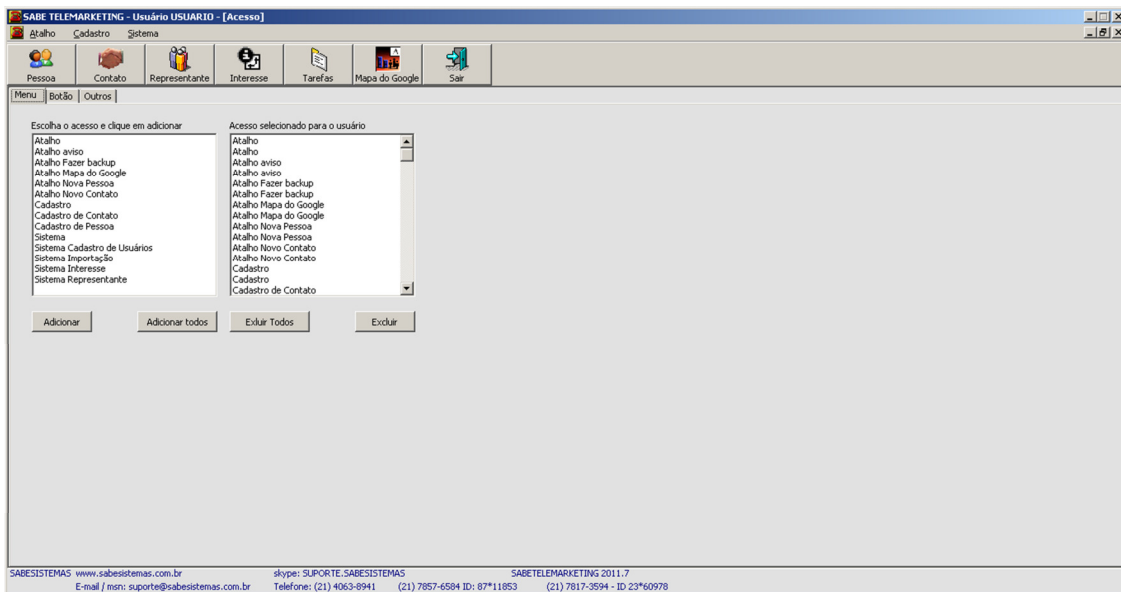 SABE TELEMARKETING - Usuário USUARIO - [Acesso]
Atalho Cadastro Sistema
Pessoa Contato Representante Interesse Tarefas Mapa do Google Sair
Menu Botão Outros
Escolha o acesso e clique em adicionar
Atalho
Atalho aviso
Atalho Fazer backup
Atalho Mapa do Google
Atalho Nova Pessoa
Atalho Novo Contato
Cadastro
Cadastro de Contato
Cadastro de Pessoa
Sistema
Sistema Cadastro de Usuários
Sistema Importação
Sistema Interesse
Sistema Representante
Acesso selecionado para o usuário
Atalho
Atalho
Atalho aviso
Atalho aviso
Atalho Fazer backup
Atalho Fazer backup
Atalho Mapa do Google
Atalho Mapa do Google
Atalho Nova Pessoa
Atalho Nova Pessoa
Atalho Novo Contato
Atalho Novo Contato
Cadastro
Cadastro
Cadastro de Contato
Adicionar Adicionar todos Exluir Todos Excluir
SABESISTEMAS www.sabesistemas.com.br skype: SUPORTE.SABESISTEMAS SABETELEMARKETING 2011.7
E-mail / msn: suporte@sabesistemas.com.br Telefone: (21) 4063-8941 (21) 7857-6584 ID: 87*11853 (21) 7817-3594 - ID 23*60978